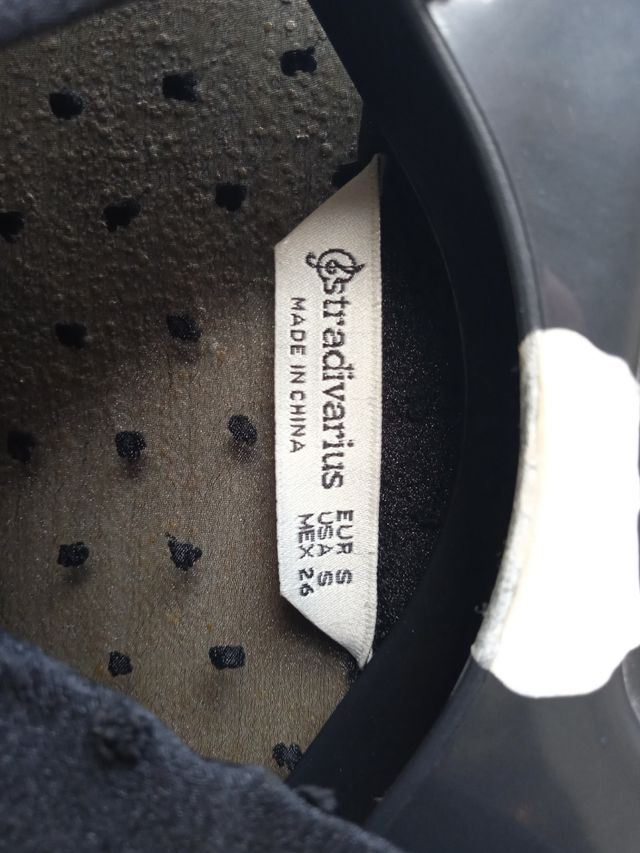 stradivarius
MADE IN CHINA
EUR S
USA S
MEX 26